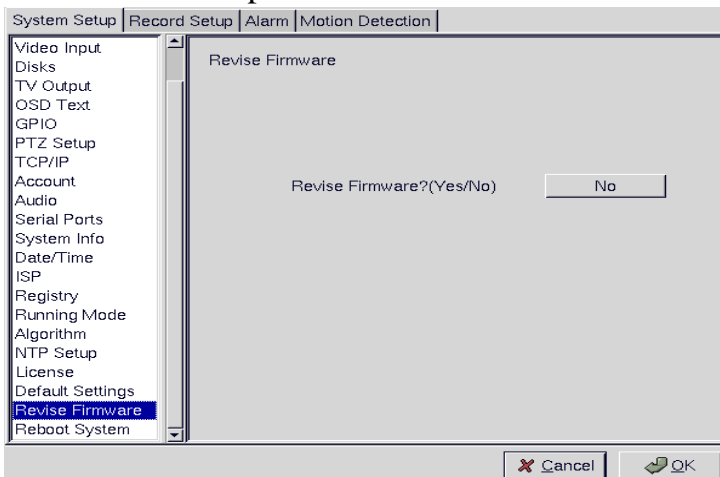 System Setup Record Setup Alarm Motion Detection
Video Input
Disks
TV Output
OSD Text
GPIO
PTZ Setup
TCP/IP
Account
Audio
Serial Ports
System Info
Date/Time
ISP
Registry
Running Mode
Algorithm
NTP Setup
License
Default Settings
Revise Firmware
Reboot System
Revise Firmware
Revise Firmware?(Yes/No) No
Cancel OK